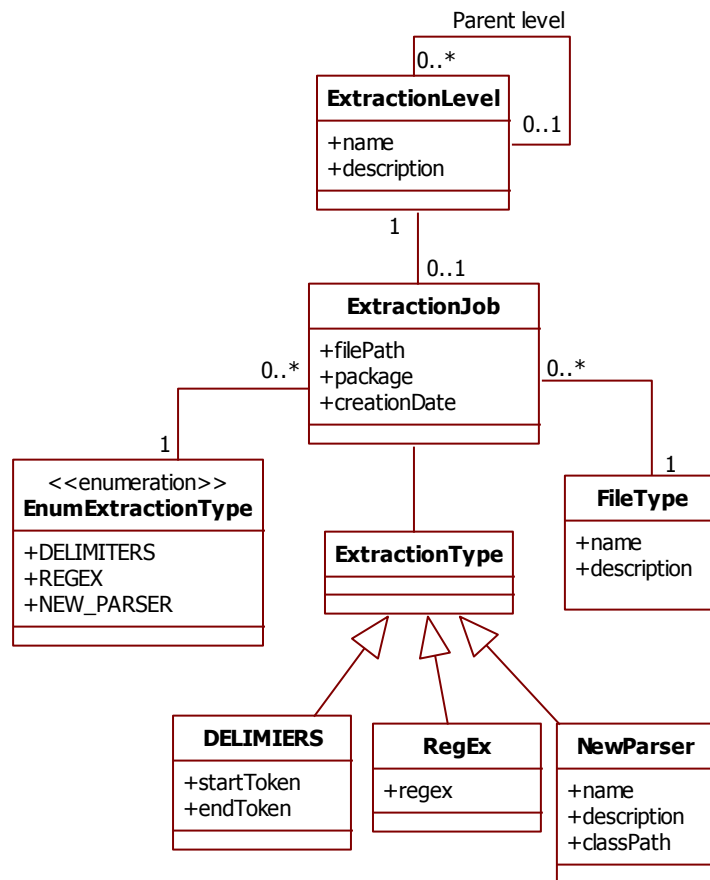 Parent level
0..*
ExtractionLevel
0..1
+name
+description
1
0..1
ExtractionJob
+filePath
+package
+creationDate
0..*
0..*
1
1
<<enumeration>>
EnumExtractionType
+DELIMITERS
+REGEX
+NEW_PARSER
FileType
+name
+description
ExtractionType
DELIMIERS
+startToken
+endToken
RegEx
+regex
NewParser
+name
+description
+classPath